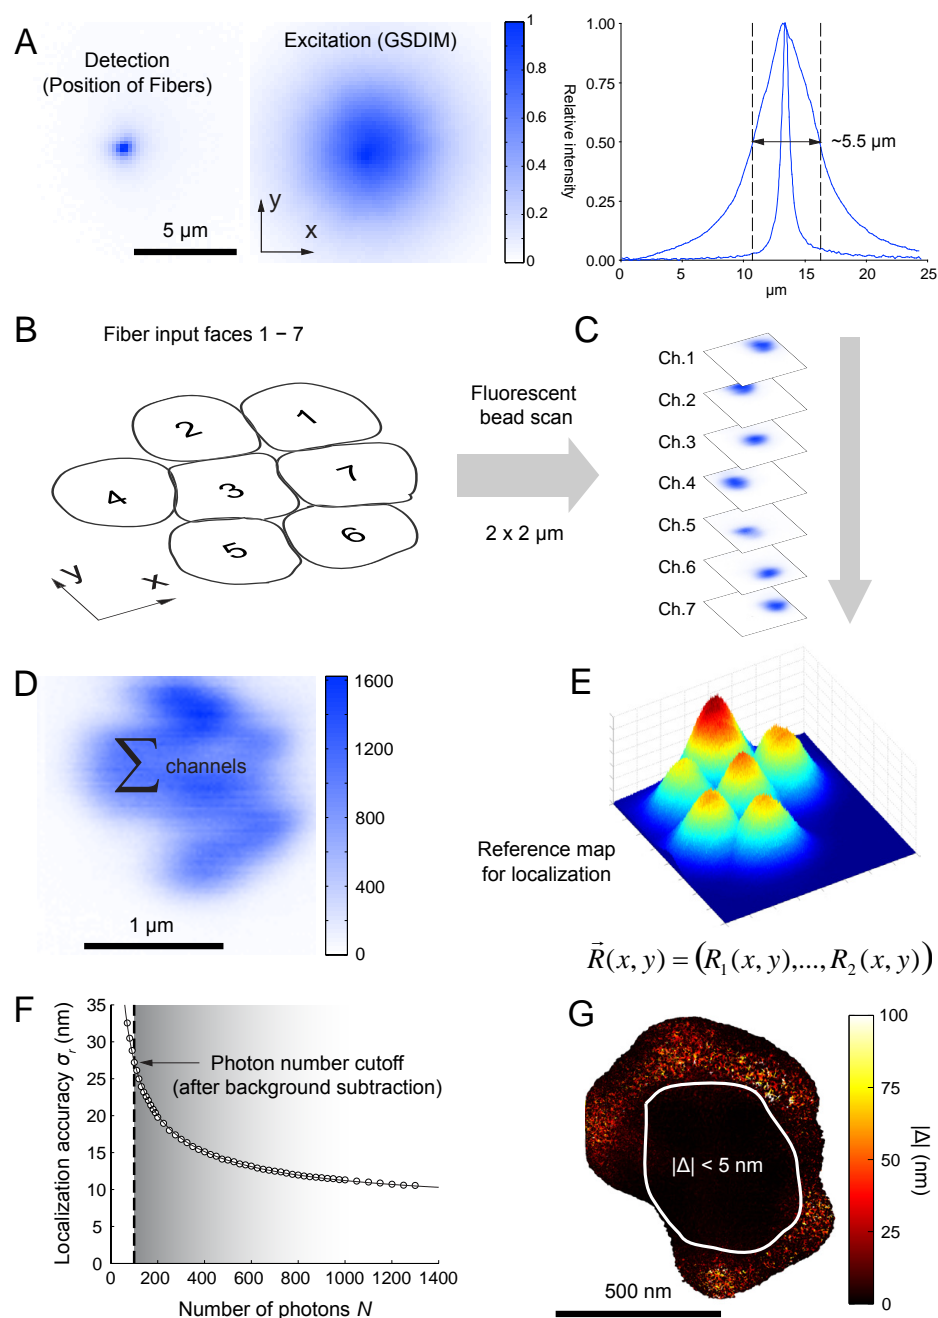 A
Detection
(Position of Fibers)
5 µm
Excitation (GSDIM)
y
x
1
0.8
0.6
0.4
0.2
0
Relative intensity
1.00
0.75
0.50
0.25
0.00
~5.5 µm
0
5
10
15
20
25
µm
B
Fiber input faces 1 – 7
1
2
3
4
5
6
7
y
x
Fluorescent
bead scan
2 x 2 µm
C
Ch.1
Ch.2
Ch.3
Ch.4
Ch.5
Ch.6
Ch.7
D
∑ channels
1 µm
1600
1200
800
400
0
E
Reference map
for localization
R⃗(x, y) = (R₁(x, y),..., R₂(x, y))
F
Localization accuracy σᵣ (nm)
35
30
25
20
15
10
5
0
Photon number cutoff
(after background subtraction)
0 200 400 600 800 1000 1200 1400
Number of photons N
G
|Δ| < 5 nm
500 nm
100
75
50
25
0
|Δ| (nm)